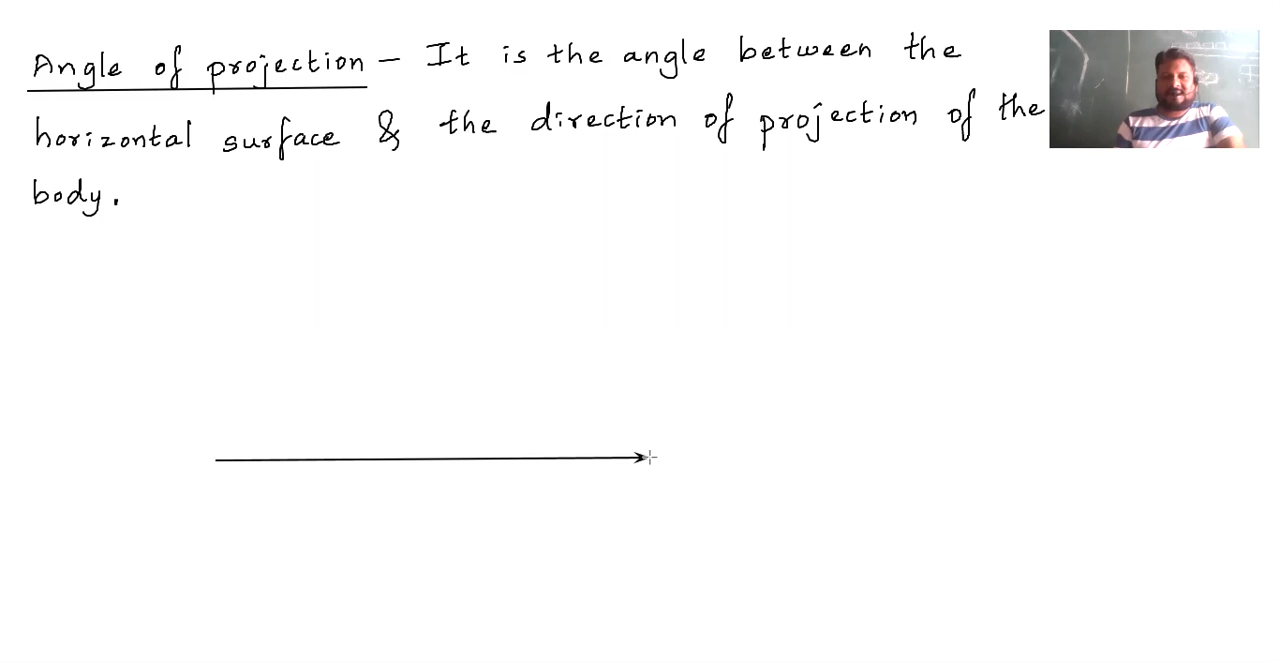 Angle of projection – It is the angle between the
horizontal surface & the direction of projection of the
body.